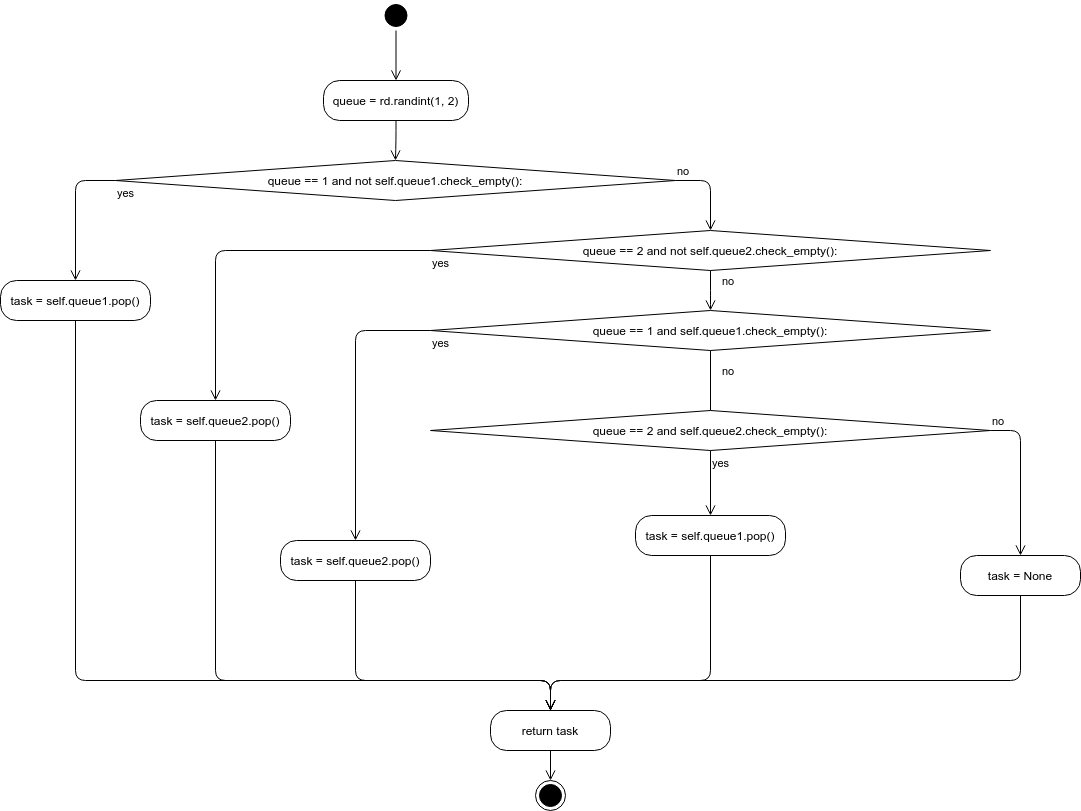 queue = rd.randint(1, 2)
queue == 1 and not self.queue1.check_empty():
no
yes
queue == 2 and not self.queue2.check_empty():
yes
no
task = self.queue1.pop()
queue == 1 and self.queue1.check_empty():
yes
no
task = self.queue2.pop()
queue == 2 and self.queue2.check_empty():
no
yes
task = self.queue1.pop()
task = self.queue2.pop()
task = None
return task